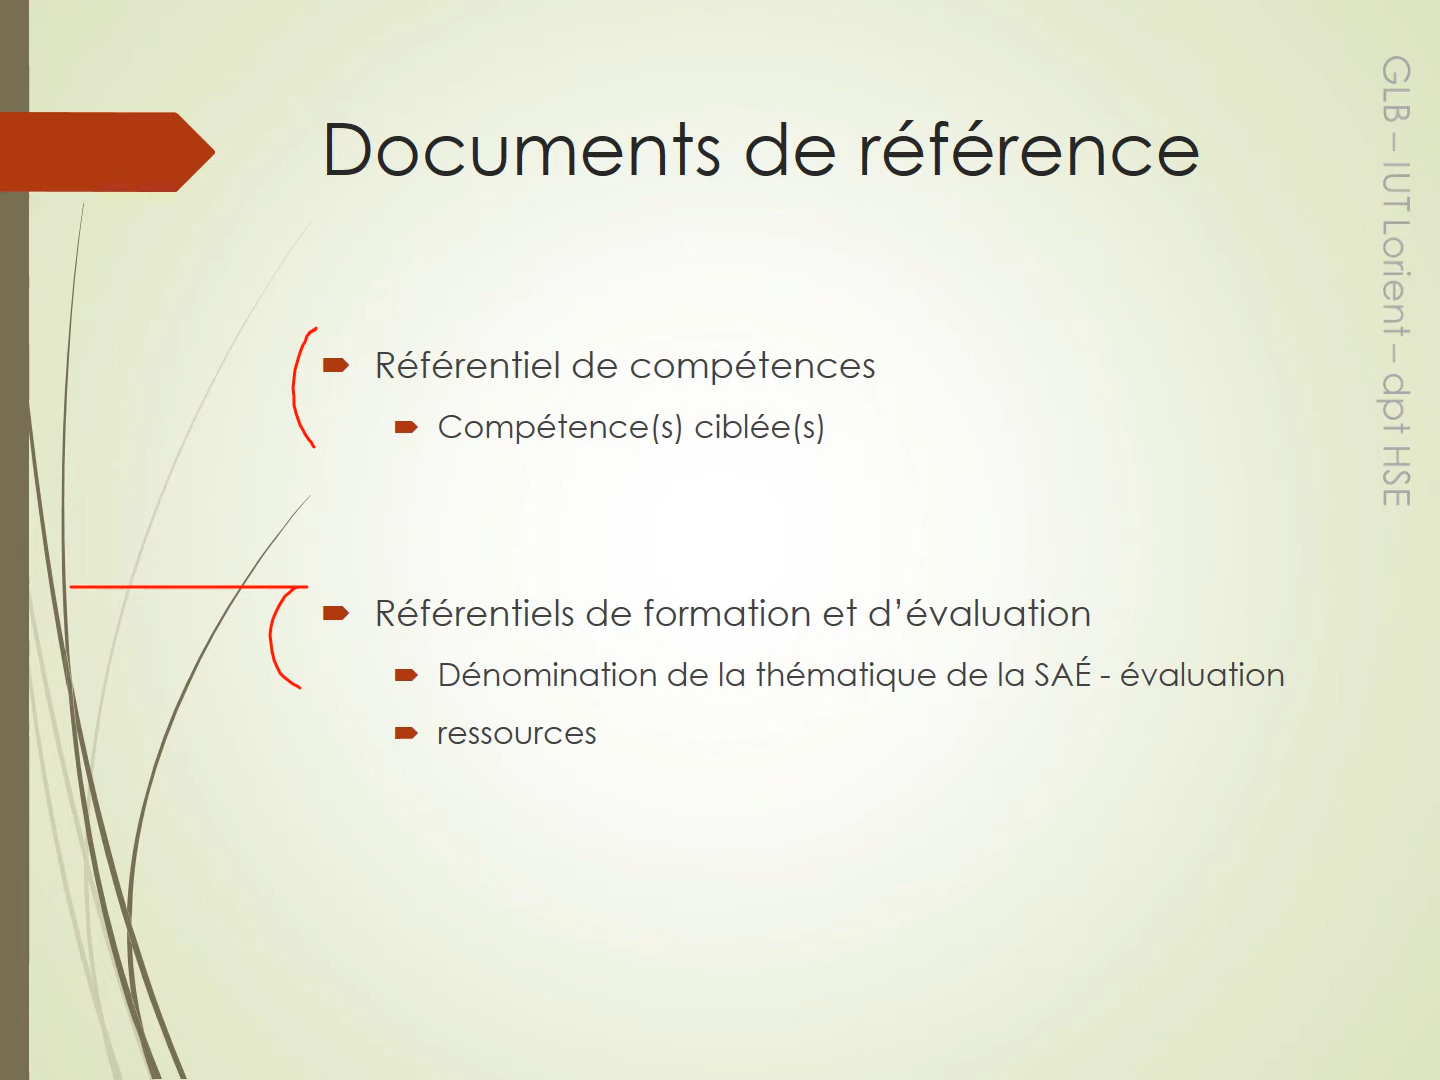 Documents de référence
Référentiel de compétences
Compétence(s) ciblée(s)
Référentiels de formation et d’évaluation
Dénomination de la thématique de la SAÉ - évaluation
ressources
GLB – IUT Lorient – dpt HSE